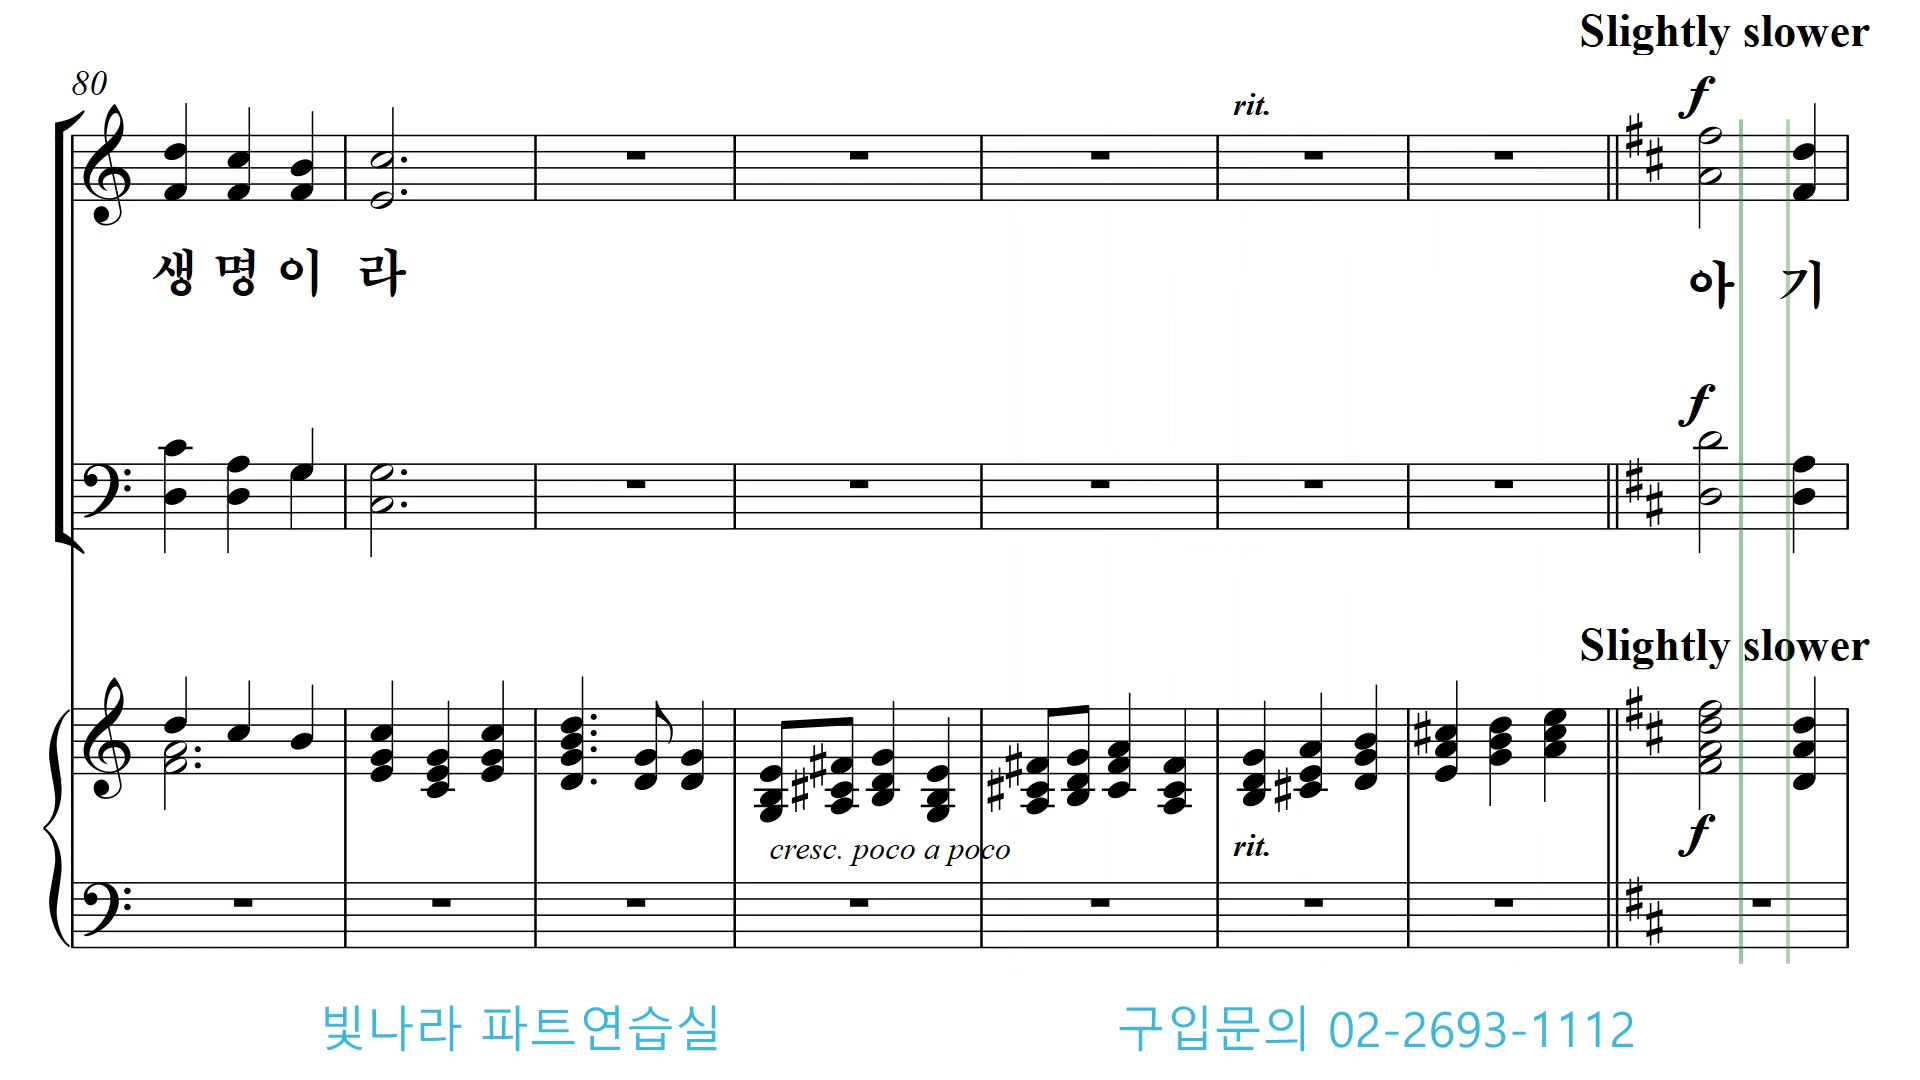 Slightly slower
80
rit.
f
생 명 이 라
아 기
f
Slightly slower
cresc. poco a poco
rit.
f
빛나라 파트연습실
구입문의 02-2693-1112